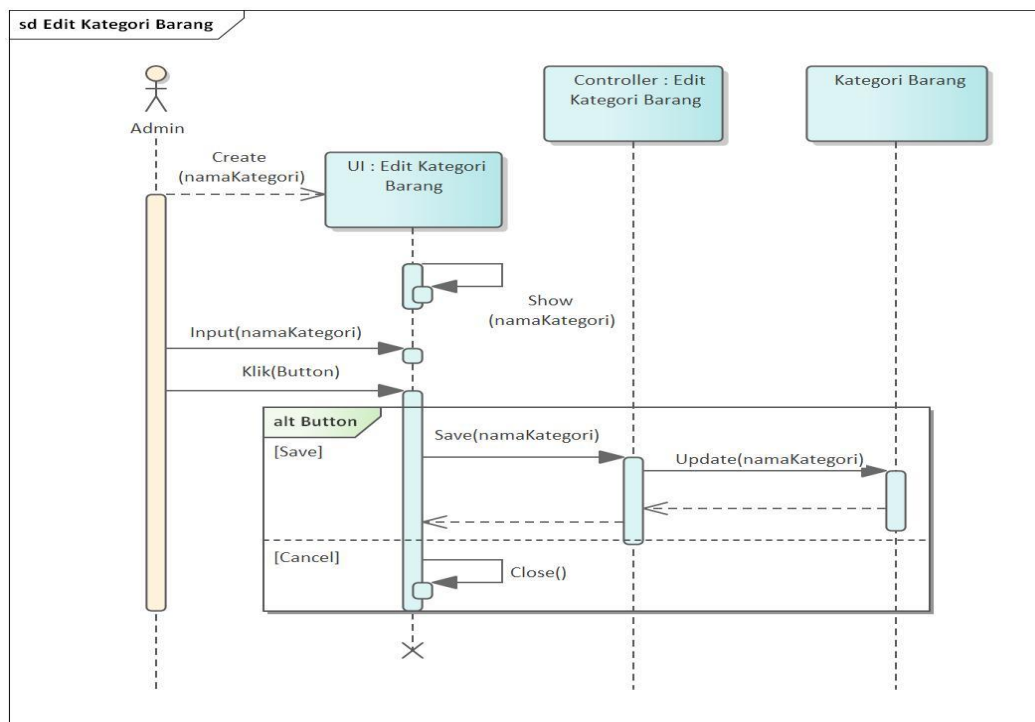 sd Edit Kategori Barang
Admin
Controller : Edit
Kategori Barang
Kategori Barang
Create
(namaKategori)
UI : Edit Kategori
Barang
Show
(namaKategori)
Input(namaKategori)
Klik(Button)
alt Button
[Save]
Save(namaKategori)
Update(namaKategori)
[Cancel]
Close()